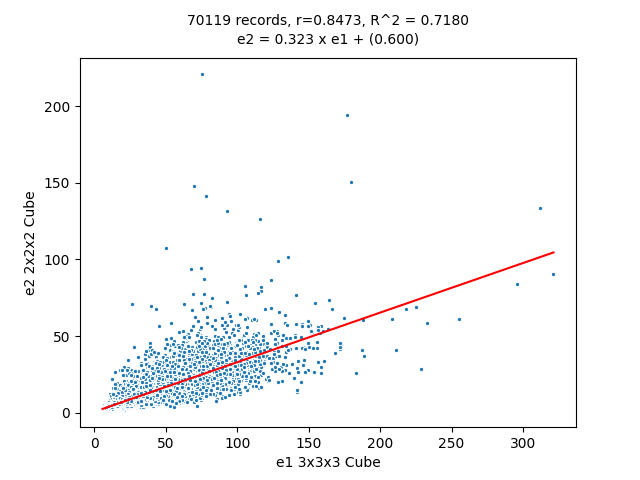 70119 records, r=0.8473, R^2 = 0.7180
e2 = 0.323 x e1 + (0.600)
200
150
100
50
0
e2 2x2x2 Cube
0 50 100 150 200 250 300
e1 3x3x3 Cube